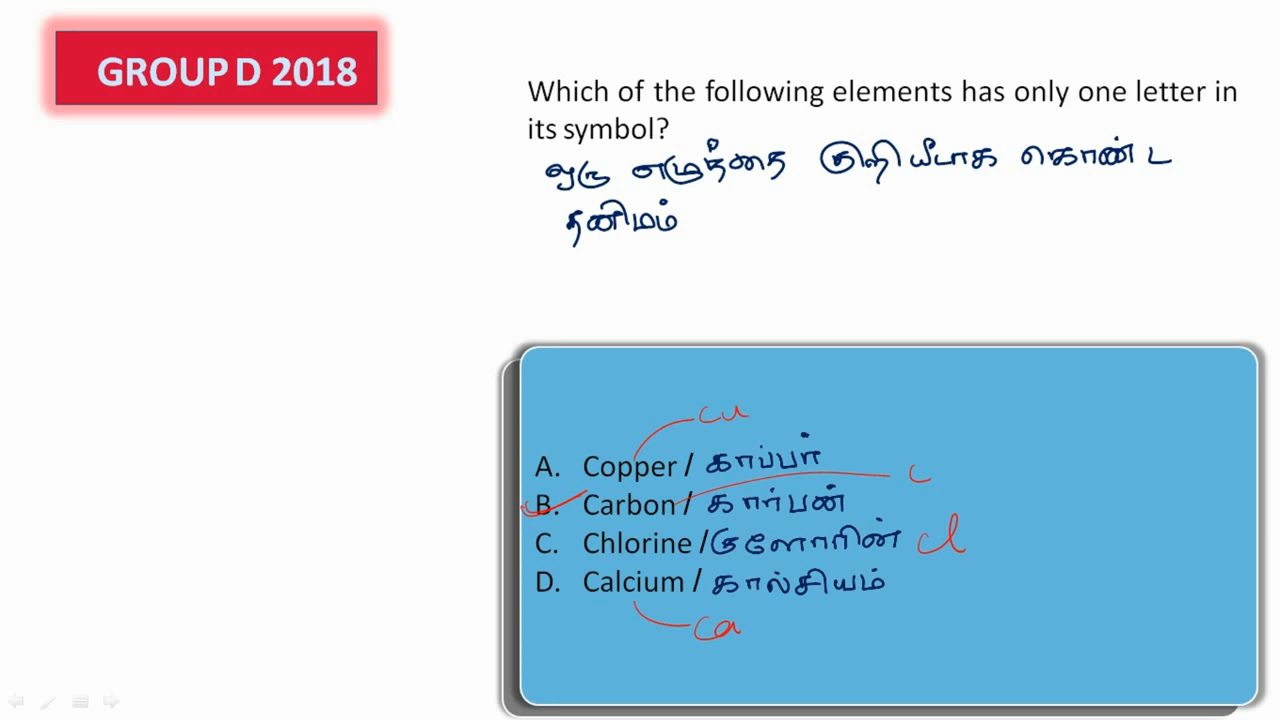 GROUP D 2018
Which of the following elements has only one letter in
its symbol?
ஒரு எழுத்தை குறியீடாக கொண்ட
தனிமம்
Cu
A. Copper / காப்பர்
C
B. Carbon / கார்பன்
C. Chlorine / குளோரின் Cl
D. Calcium / கால்சியம்
Ca